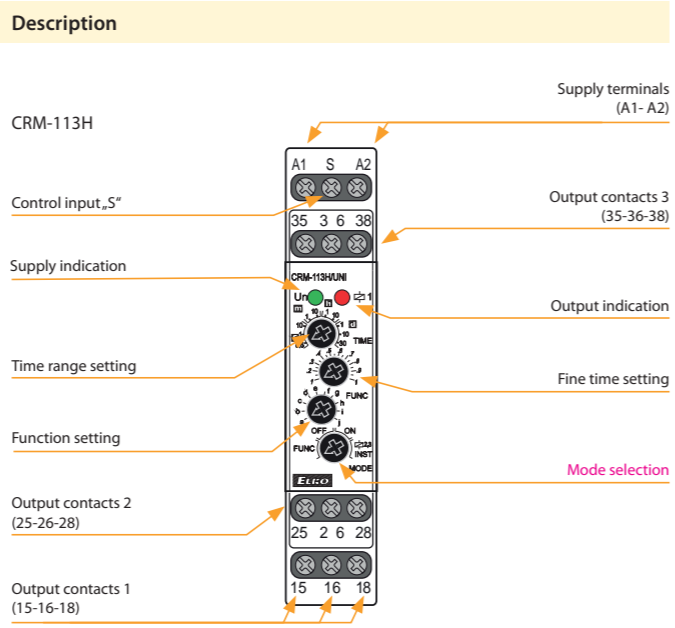 Description
CRM-113H
Supply terminals
(A1- A2)
Control input „S“
Output contacts 3
(35-36-38)
Supply indication
Output indication
Time range setting
Fine time setting
Function setting
Mode selection
Output contacts 2
(25-26-28)
Output contacts 1
(15-16-18)
A1 S A2
35 3 6 38
CRM-113H/UNI
Un 1
TIME
FUNC
OFF ON
FUNC
INST
MODE
ELKO
25 2 6 28
15 16 18